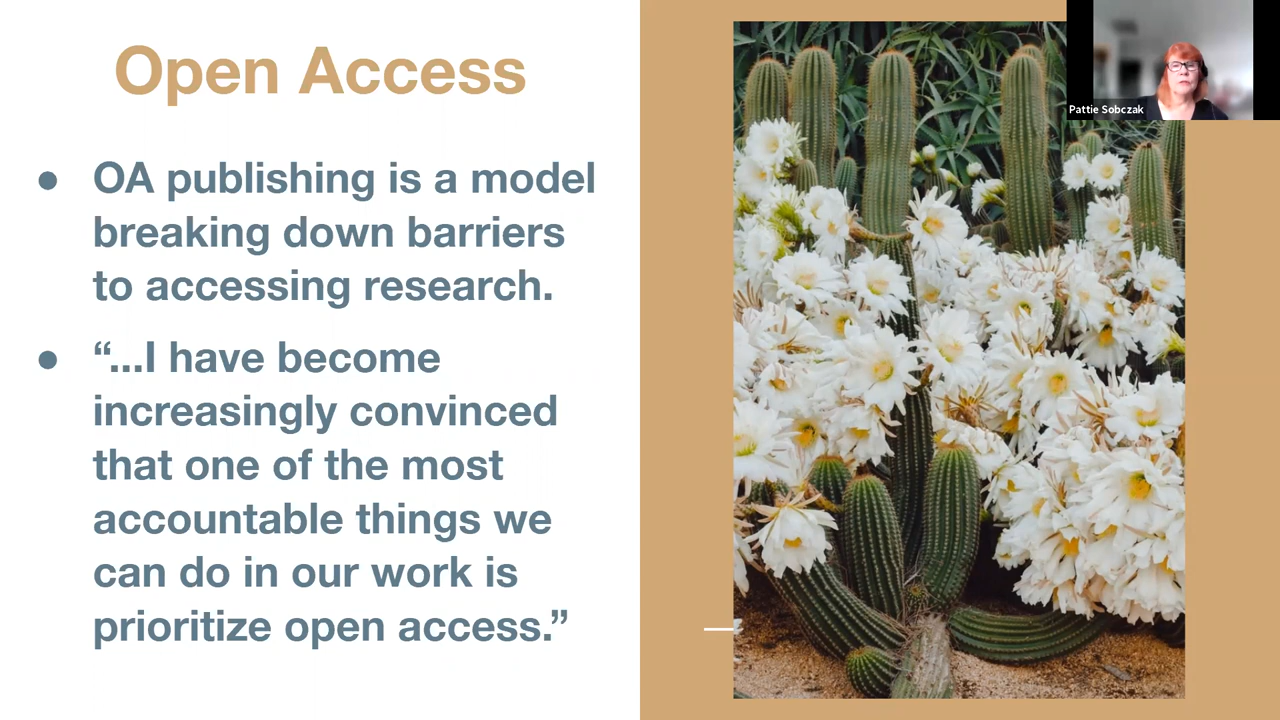 Open Access
● OA publishing is a model
breaking down barriers
to accessing research.
● “...I have become
increasingly convinced
that one of the most
accountable things we
can do in our work is
prioritize open access.”
Pattie Sobczak